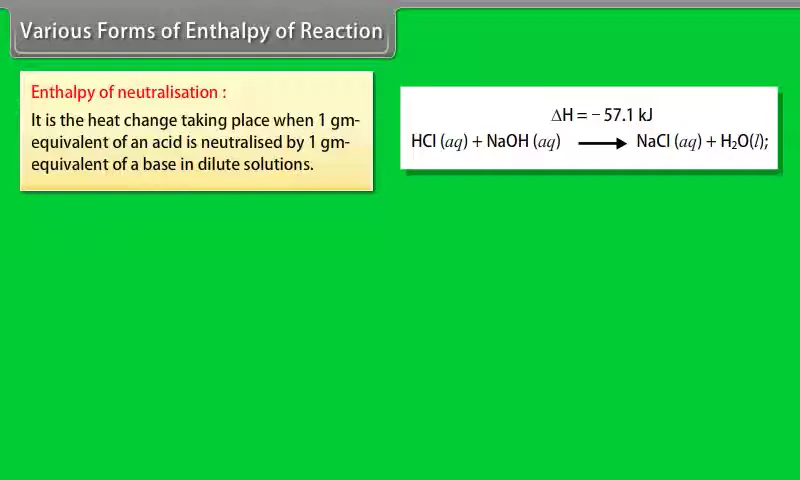 Various Forms of Enthalpy of Reaction
Enthalpy of neutralisation :
It is the heat change taking place when 1 gm-
equivalent of an acid is neutralised by 1 gm-
equivalent of a base in dilute solutions.
ΔH = − 57.1 kJ
HCl (aq) + NaOH (aq) ⟶ NaCl (aq) + H₂O(l);